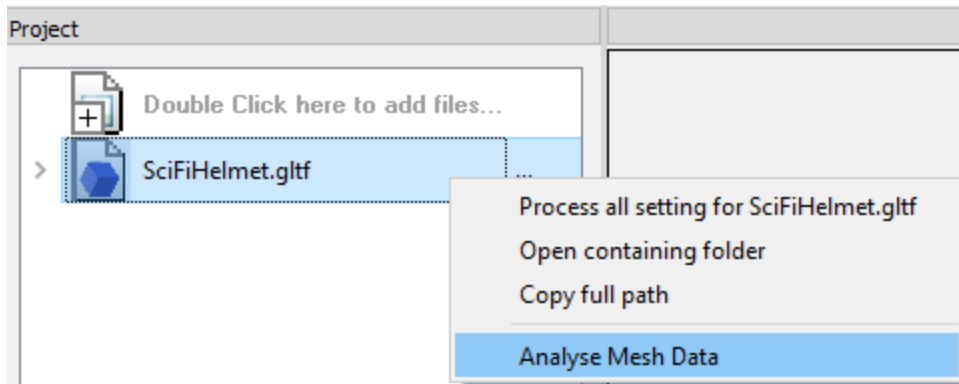 Project
Double Click here to add files...
SciFiHelmet.gltf
...
Process all setting for SciFiHelmet.gltf
Open containing folder
Copy full path
Analyse Mesh Data